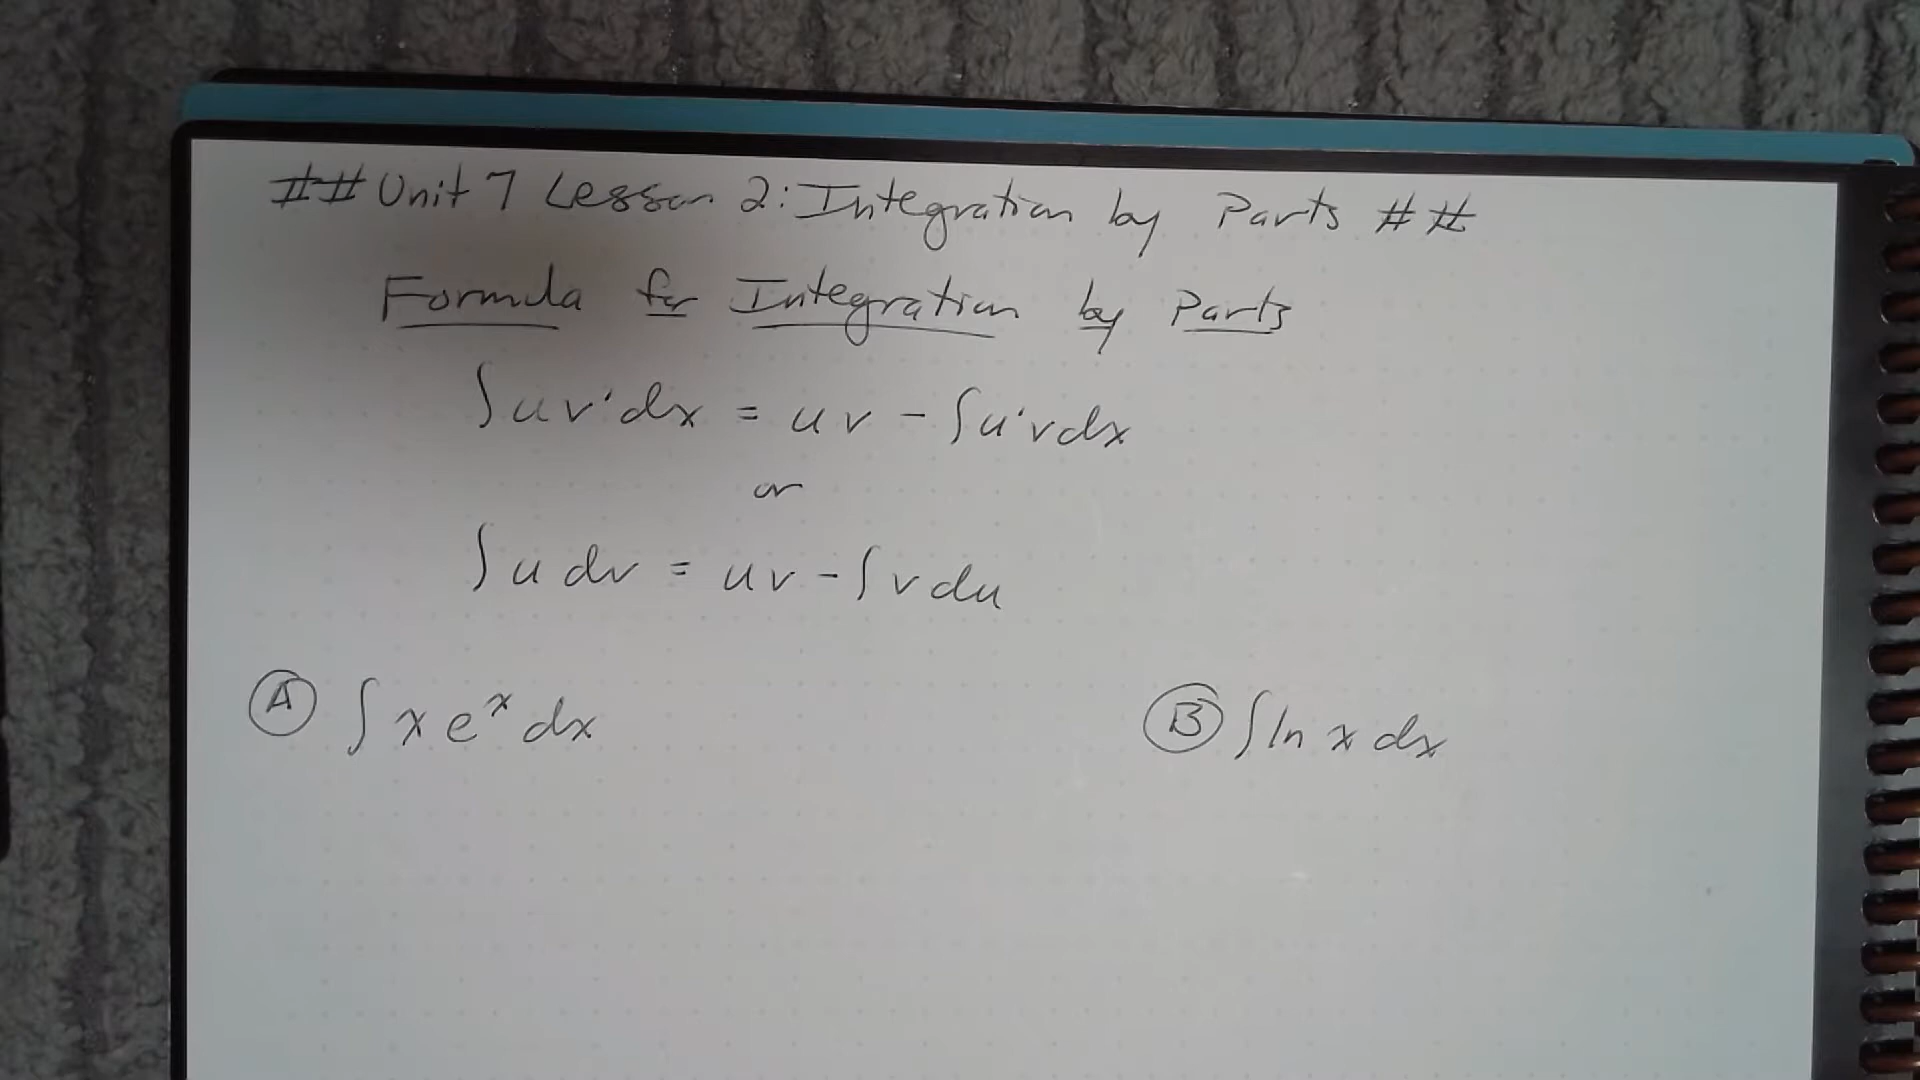 ## Unit 7 Lesson 2: Integration by Parts ##
Formula for Integration by Parts
∫uv'dx = uv - ∫u'vdx
or
∫u dv = uv - ∫v du
Ⓐ ∫x eˣ dx
Ⓑ ∫ln x dx